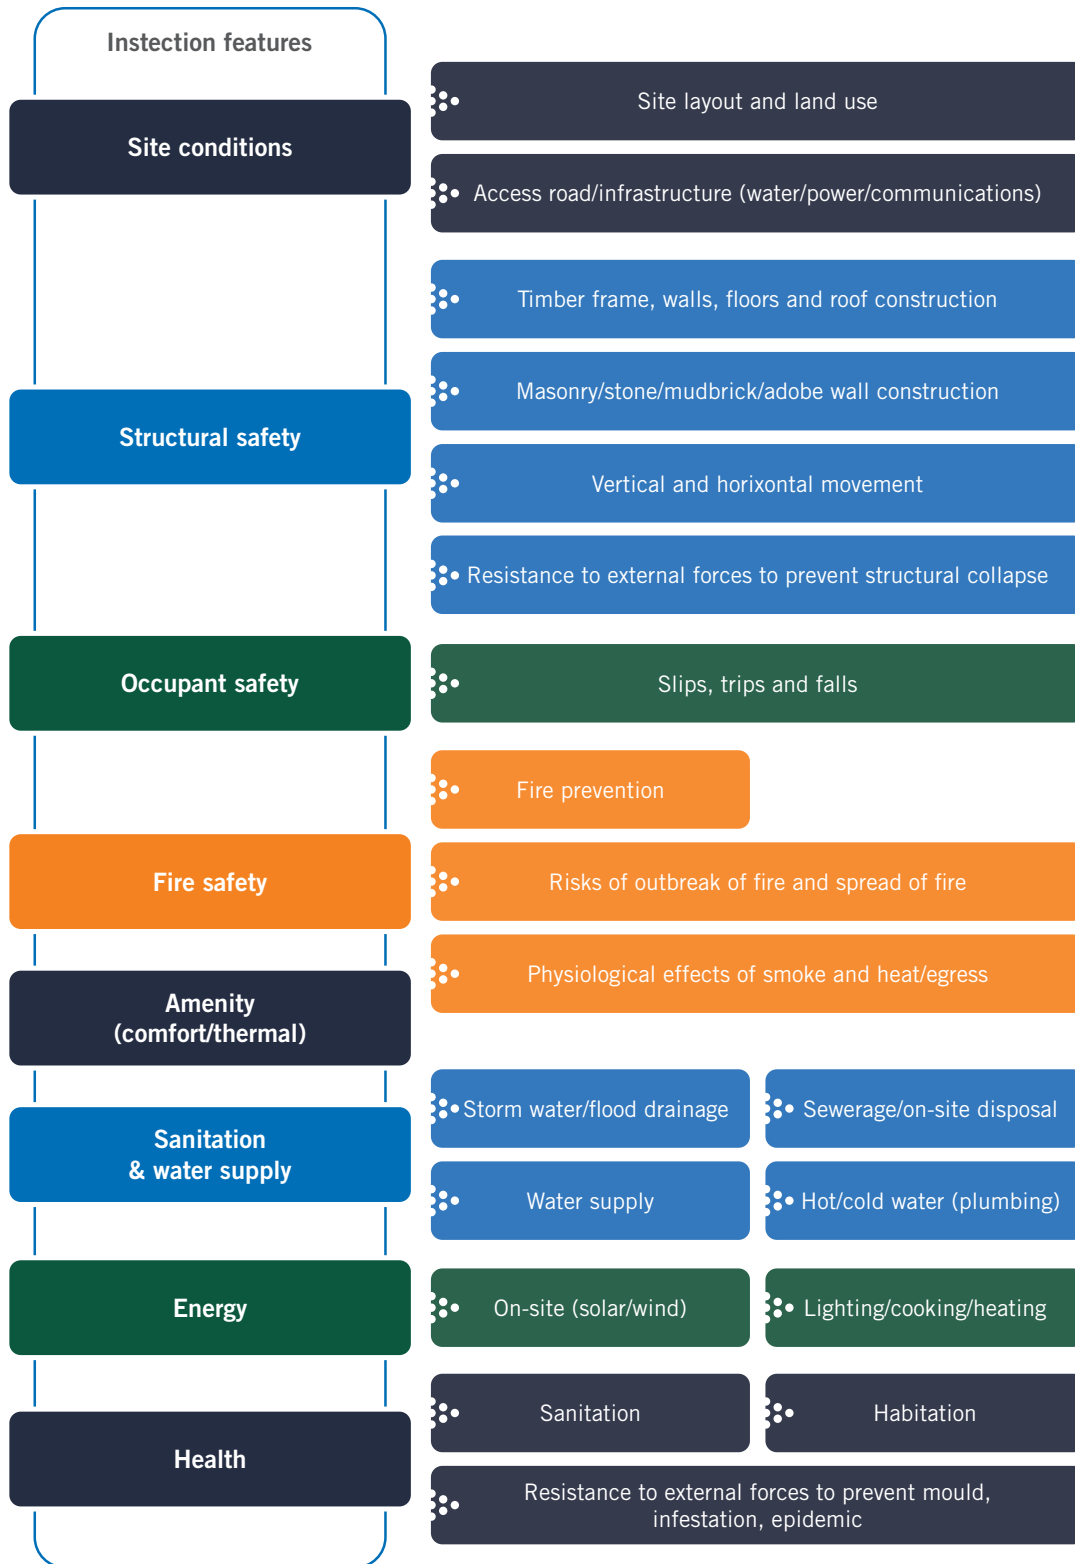 Instection features
Site conditions
Site layout and land use
Access road/infrastructure (water/power/communications)
Structural safety
Timber frame, walls, floors and roof construction
Masonry/stone/mudbrick/adobe wall construction
Vertical and horixontal movement
Resistance to external forces to prevent structural collapse
Occupant safety
Slips, trips and falls
Fire safety
Fire prevention
Risks of outbreak of fire and spread of fire
Physiological effects of smoke and heat/egress
Amenity
(comfort/thermal)
Sanitation
& water supply
Storm water/flood drainage
Sewerage/on-site disposal
Water supply
Hot/cold water (plumbing)
Energy
On-site (solar/wind)
Lighting/cooking/heating
Health
Sanitation
Habitation
Resistance to external forces to prevent mould,
infestation, epidemic